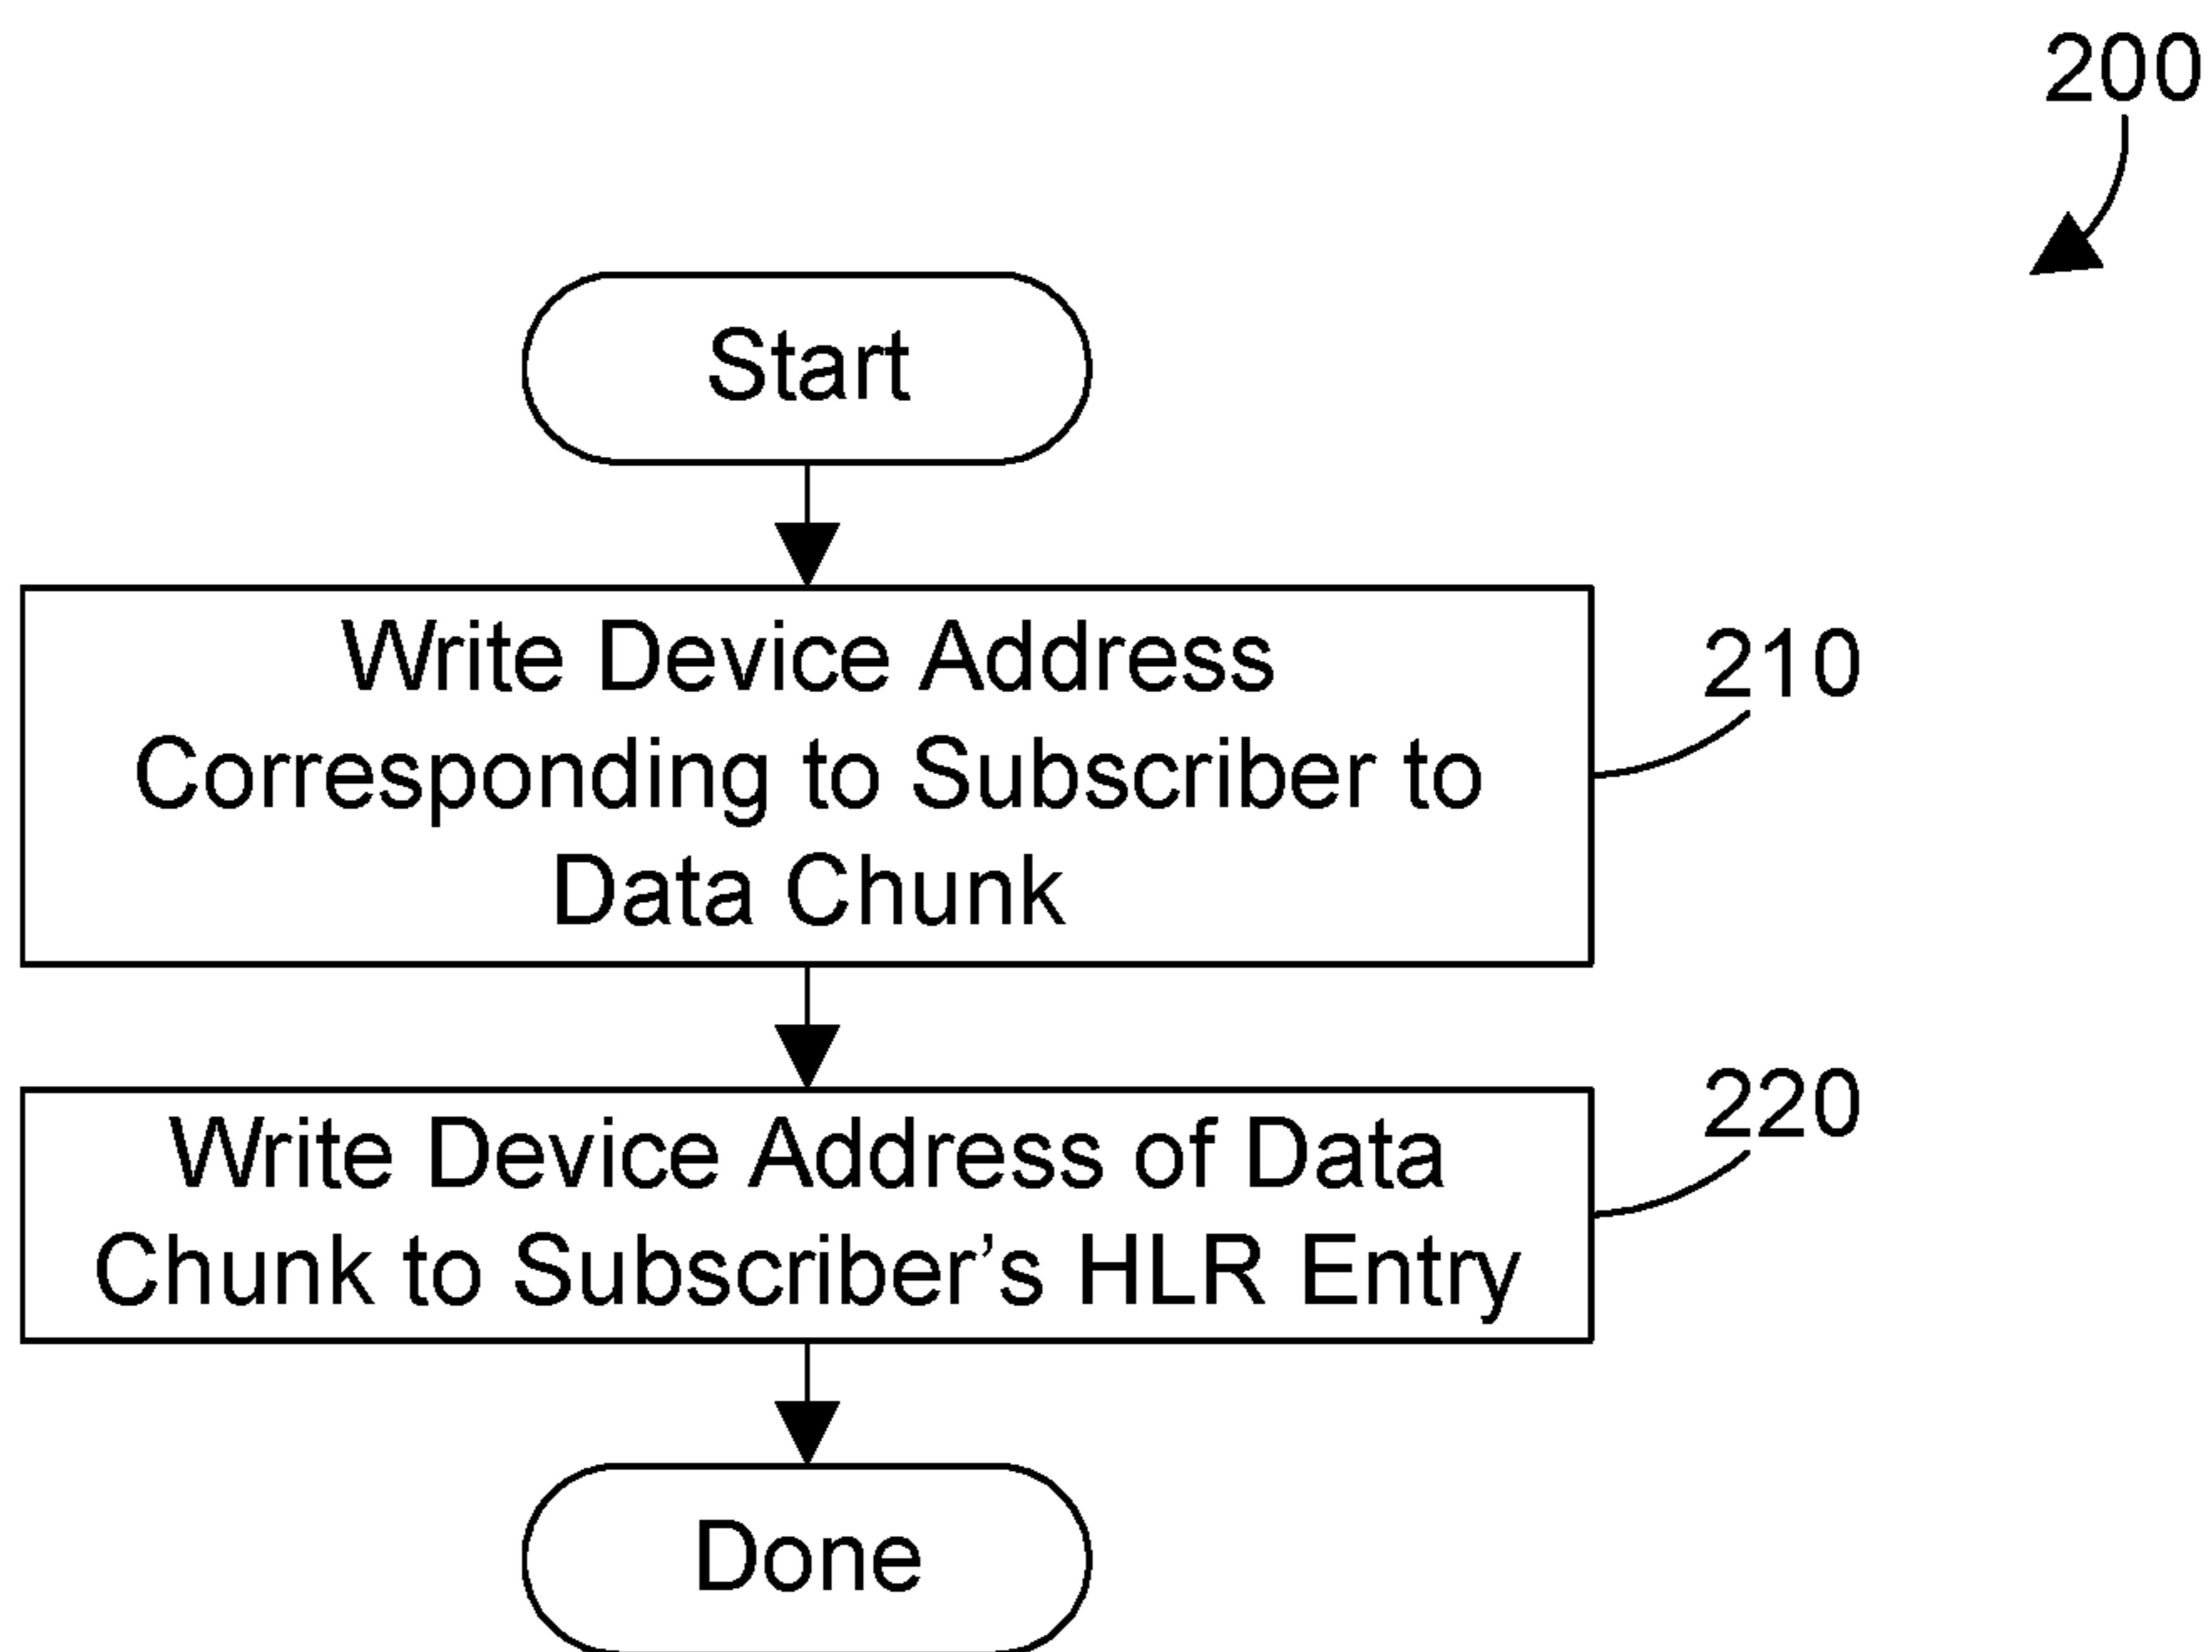 200
Start
Write Device Address
Corresponding to Subscriber to
Data Chunk
210
Write Device Address of Data
Chunk to Subscriber’s HLR Entry
220
Done